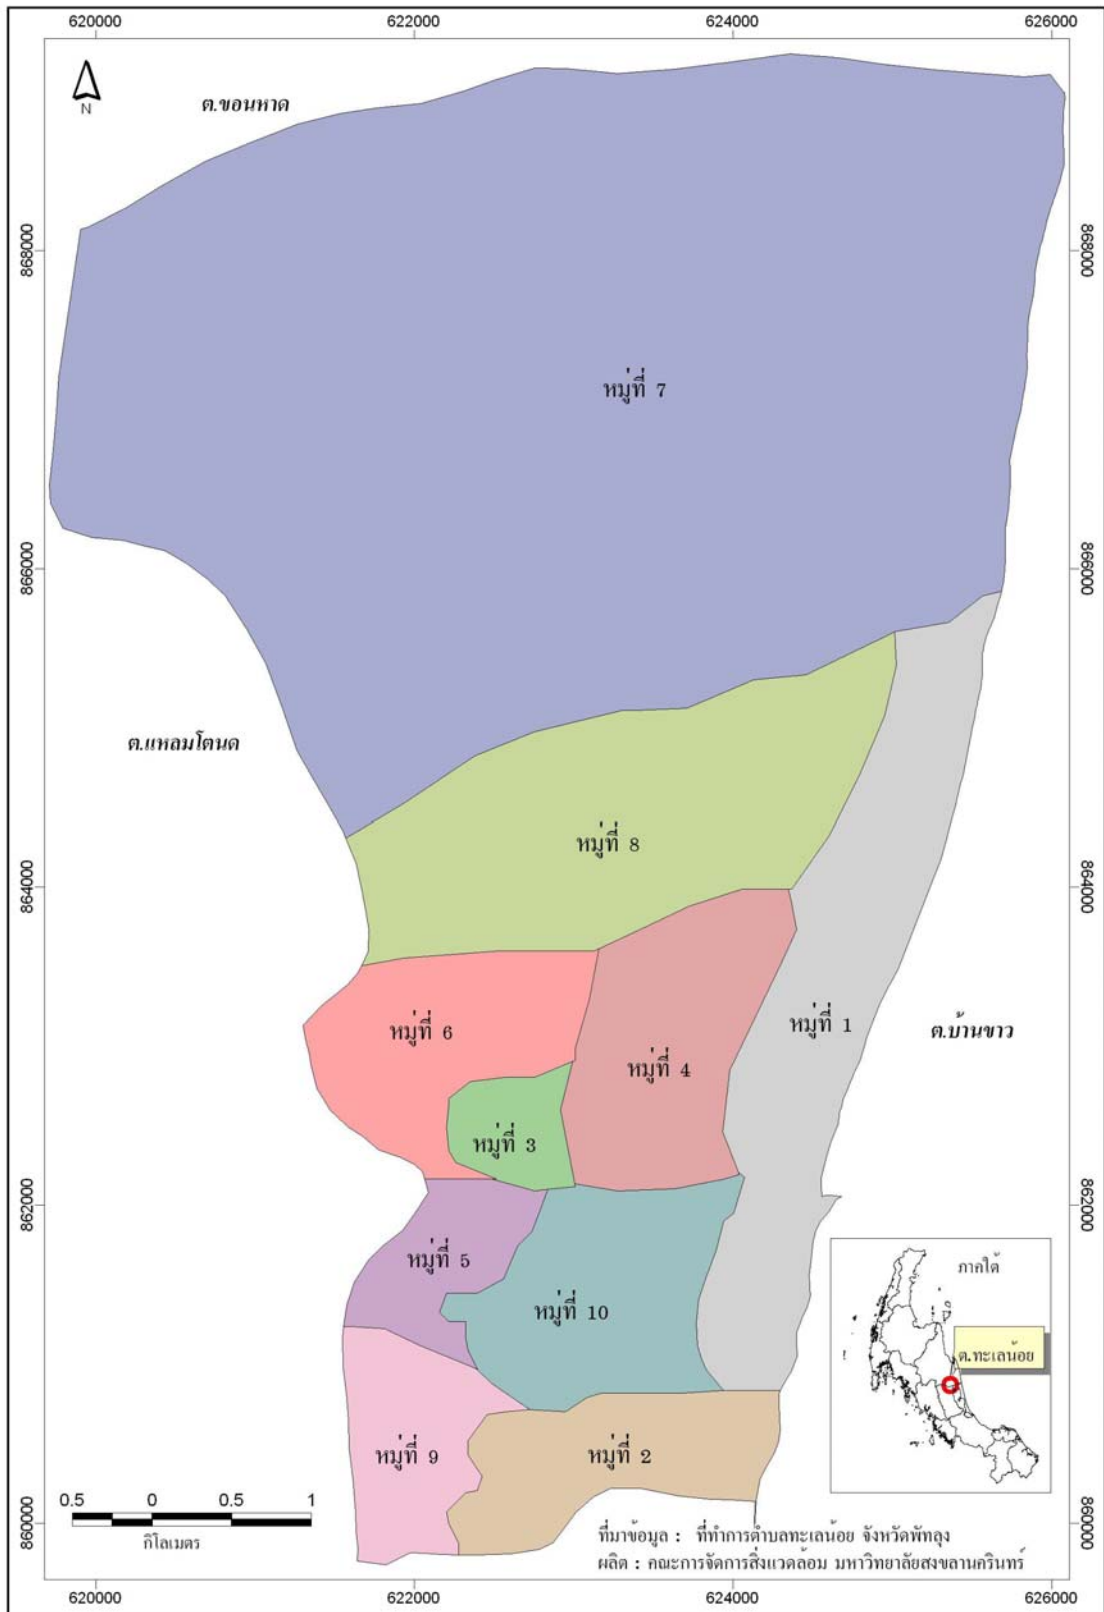 620000 622000 624000 626000
N
ต.ขอนหาด
868000 868000
หมู่ที่ 7
866000 866000
ต.แหลมโตนด
หมู่ที่ 8
864000 864000
หมู่ที่ 6
หมู่ที่ 4
หมู่ที่ 1
ต.บ้านขาว
หมู่ที่ 3
862000 862000
หมู่ที่ 5
หมู่ที่ 10
ภาคใต้
ต.ทะเลน้อย
หมู่ที่ 9
หมู่ที่ 2
860000 860000
0.5 0 0.5 1
กิโลเมตร
ที่มาข้อมูล : ที่ทำการตำบลทะเลน้อย จังหวัดพัทลุง
ผลิต : คณะการจัดการสิ่งแวดล้อม มหาวิทยาลัยสงขลานครินทร์
620000 622000 624000 626000